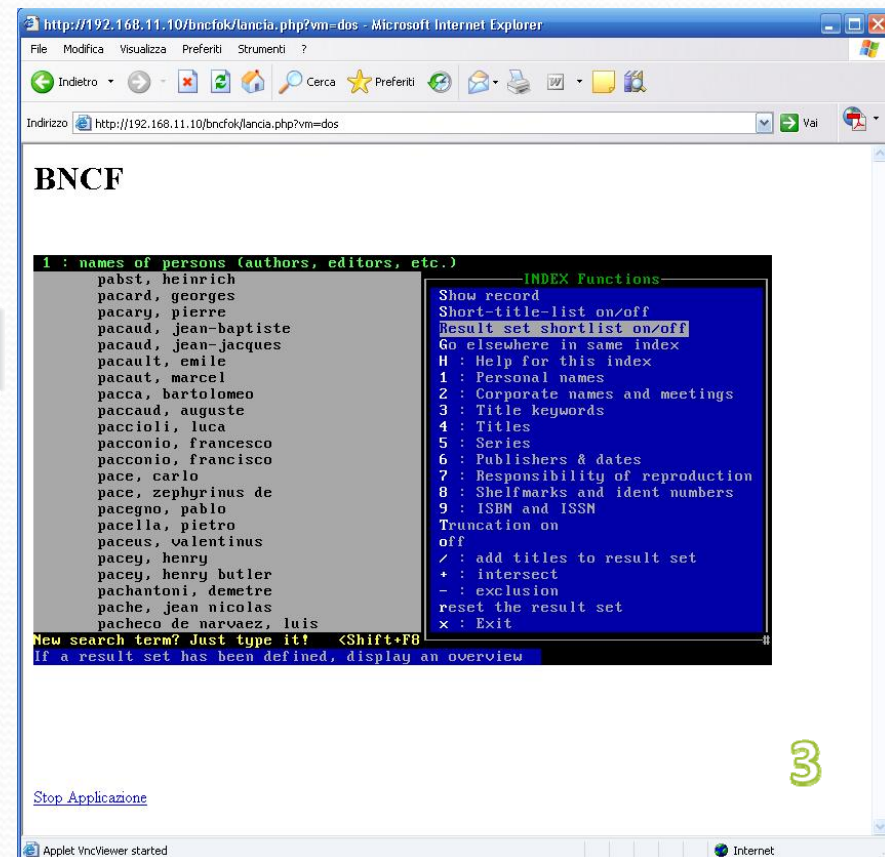 http://192.168.11.10/bncfok/lancia.php?vm=dos - Microsoft Internet Explorer
File Modifica Visualizza Preferiti Strumenti ?
Indietro Cerca Preferiti
Indirizzo http://192.168.11.10/bncfok/lancia.php?vm=dos Vai
BNCF
1 : names of persons (authors, editors, etc.)
pabst, heinrich
pacard, georges
pacary, pierre
pacaud, jean-baptiste
pacaud, jean-jacques
pacault, emile
pacaut, marcel
pacca, bartolomeo
paccaud, auguste
paccioli, luca
pacconio, francesco
pacconio, francisco
pace, carlo
pace, zephyrinus de
pacegno, pablo
pacella, pietro
paceus, valentinus
pacey, henry
pacey, henry butler
pachantoni, demetre
pache, jean nicolas
pacheco de narvaez, luis
New search term? Just type it! <Shift+F8
If a result set has been defined, display an overview
INDEX Functions
Show record
Short-title-list on/off
Result set shortlist on/off
Go elsewhere in same index
H : Help for this index
1 : Personal names
2 : Corporate names and meetings
3 : Title keywords
4 : Titles
5 : Series
6 : Publishers & dates
7 : Responsibility of reproduction
8 : Shelfmarks and ident numbers
9 : ISBN and ISSN
Truncation on
off
/ : add titles to result set
+ : intersect
- : exclusion
reset the result set
x : Exit
3
Stop Applicazione
Applet VncViewer started Internet